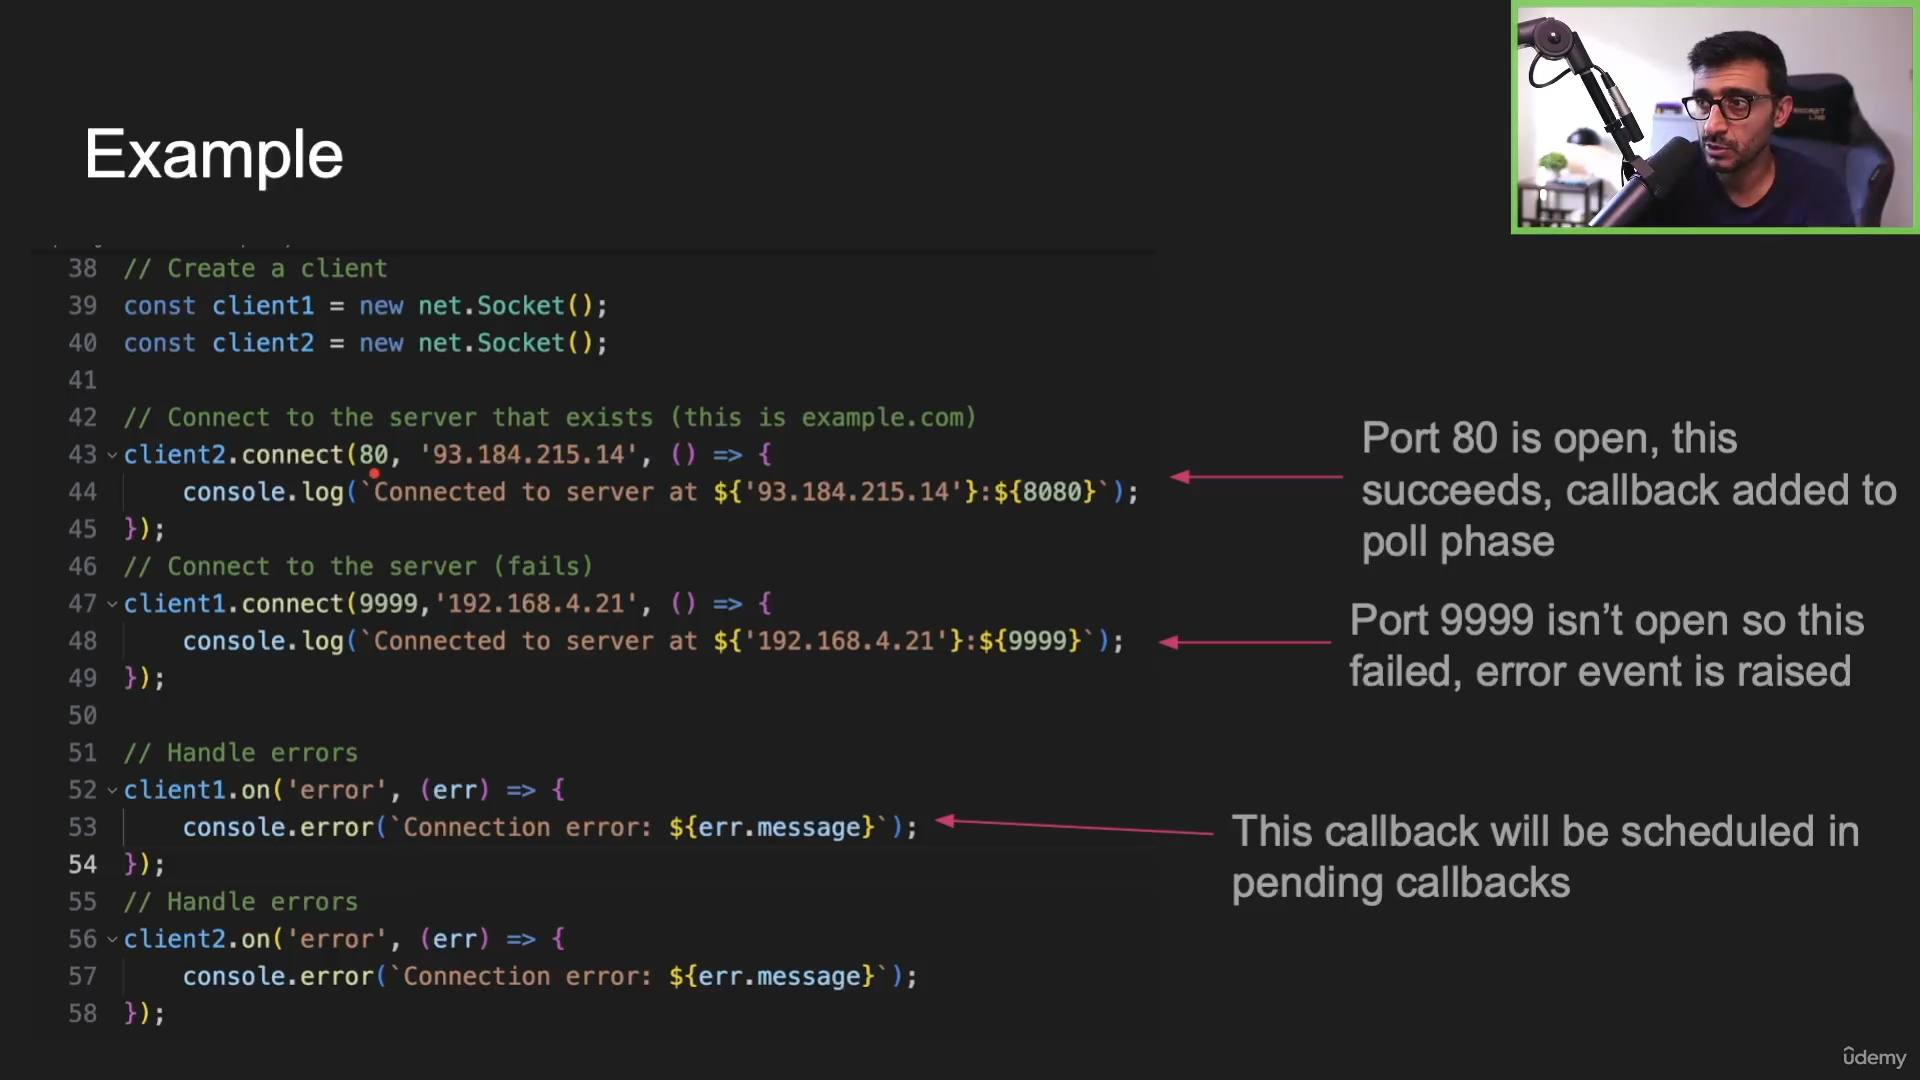 Example
38 // Create a client
39 const client1 = new net.Socket();
40 const client2 = new net.Socket();
41
42 // Connect to the server that exists (this is example.com)
43 client2.connect(80, '93.184.215.14', () => {
44 console.log(`Connected to server at ${'93.184.215.14'}:${8080}`);
45 });
46 // Connect to the server (fails)
47 client1.connect(9999,'192.168.4.21', () => {
48 console.log(`Connected to server at ${'192.168.4.21'}:${9999}`);
49 });
50
51 // Handle errors
52 client1.on('error', (err) => {
53 console.error(`Connection error: ${err.message}`);
54 });
55 // Handle errors
56 client2.on('error', (err) => {
57 console.error(`Connection error: ${err.message}`);
58 });
Port 80 is open, this
succeeds, callback added to
poll phase
Port 9999 isn’t open so this
failed, error event is raised
This callback will be scheduled in
pending callbacks
udemy